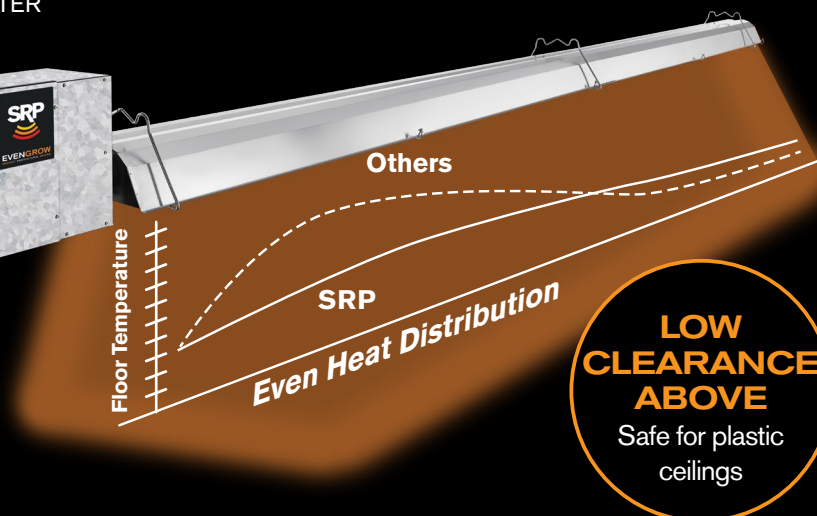 TER
SRP
EVENGROW
Others
Floor Temperature
SRP
Even Heat Distribution
LOW
CLEARANCE
ABOVE
Safe for plastic
ceilings